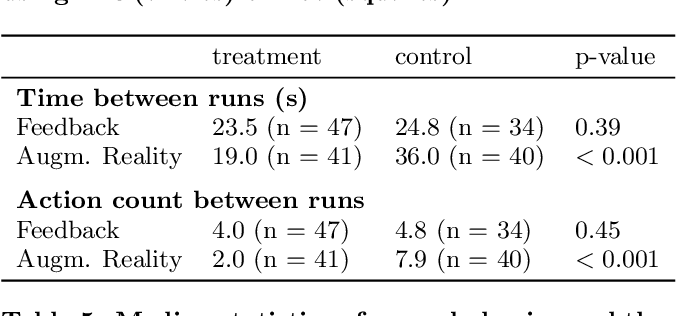 treatment control p-value
Time between runs (s)
Feedback 23.5 (n = 47) 24.8 (n = 34) 0.39
Augm. Reality 19.0 (n = 41) 36.0 (n = 40) < 0.001
Action count between runs
Feedback 4.0 (n = 47) 4.8 (n = 34) 0.45
Augm. Reality 2.0 (n = 41) 7.9 (n = 40) < 0.001